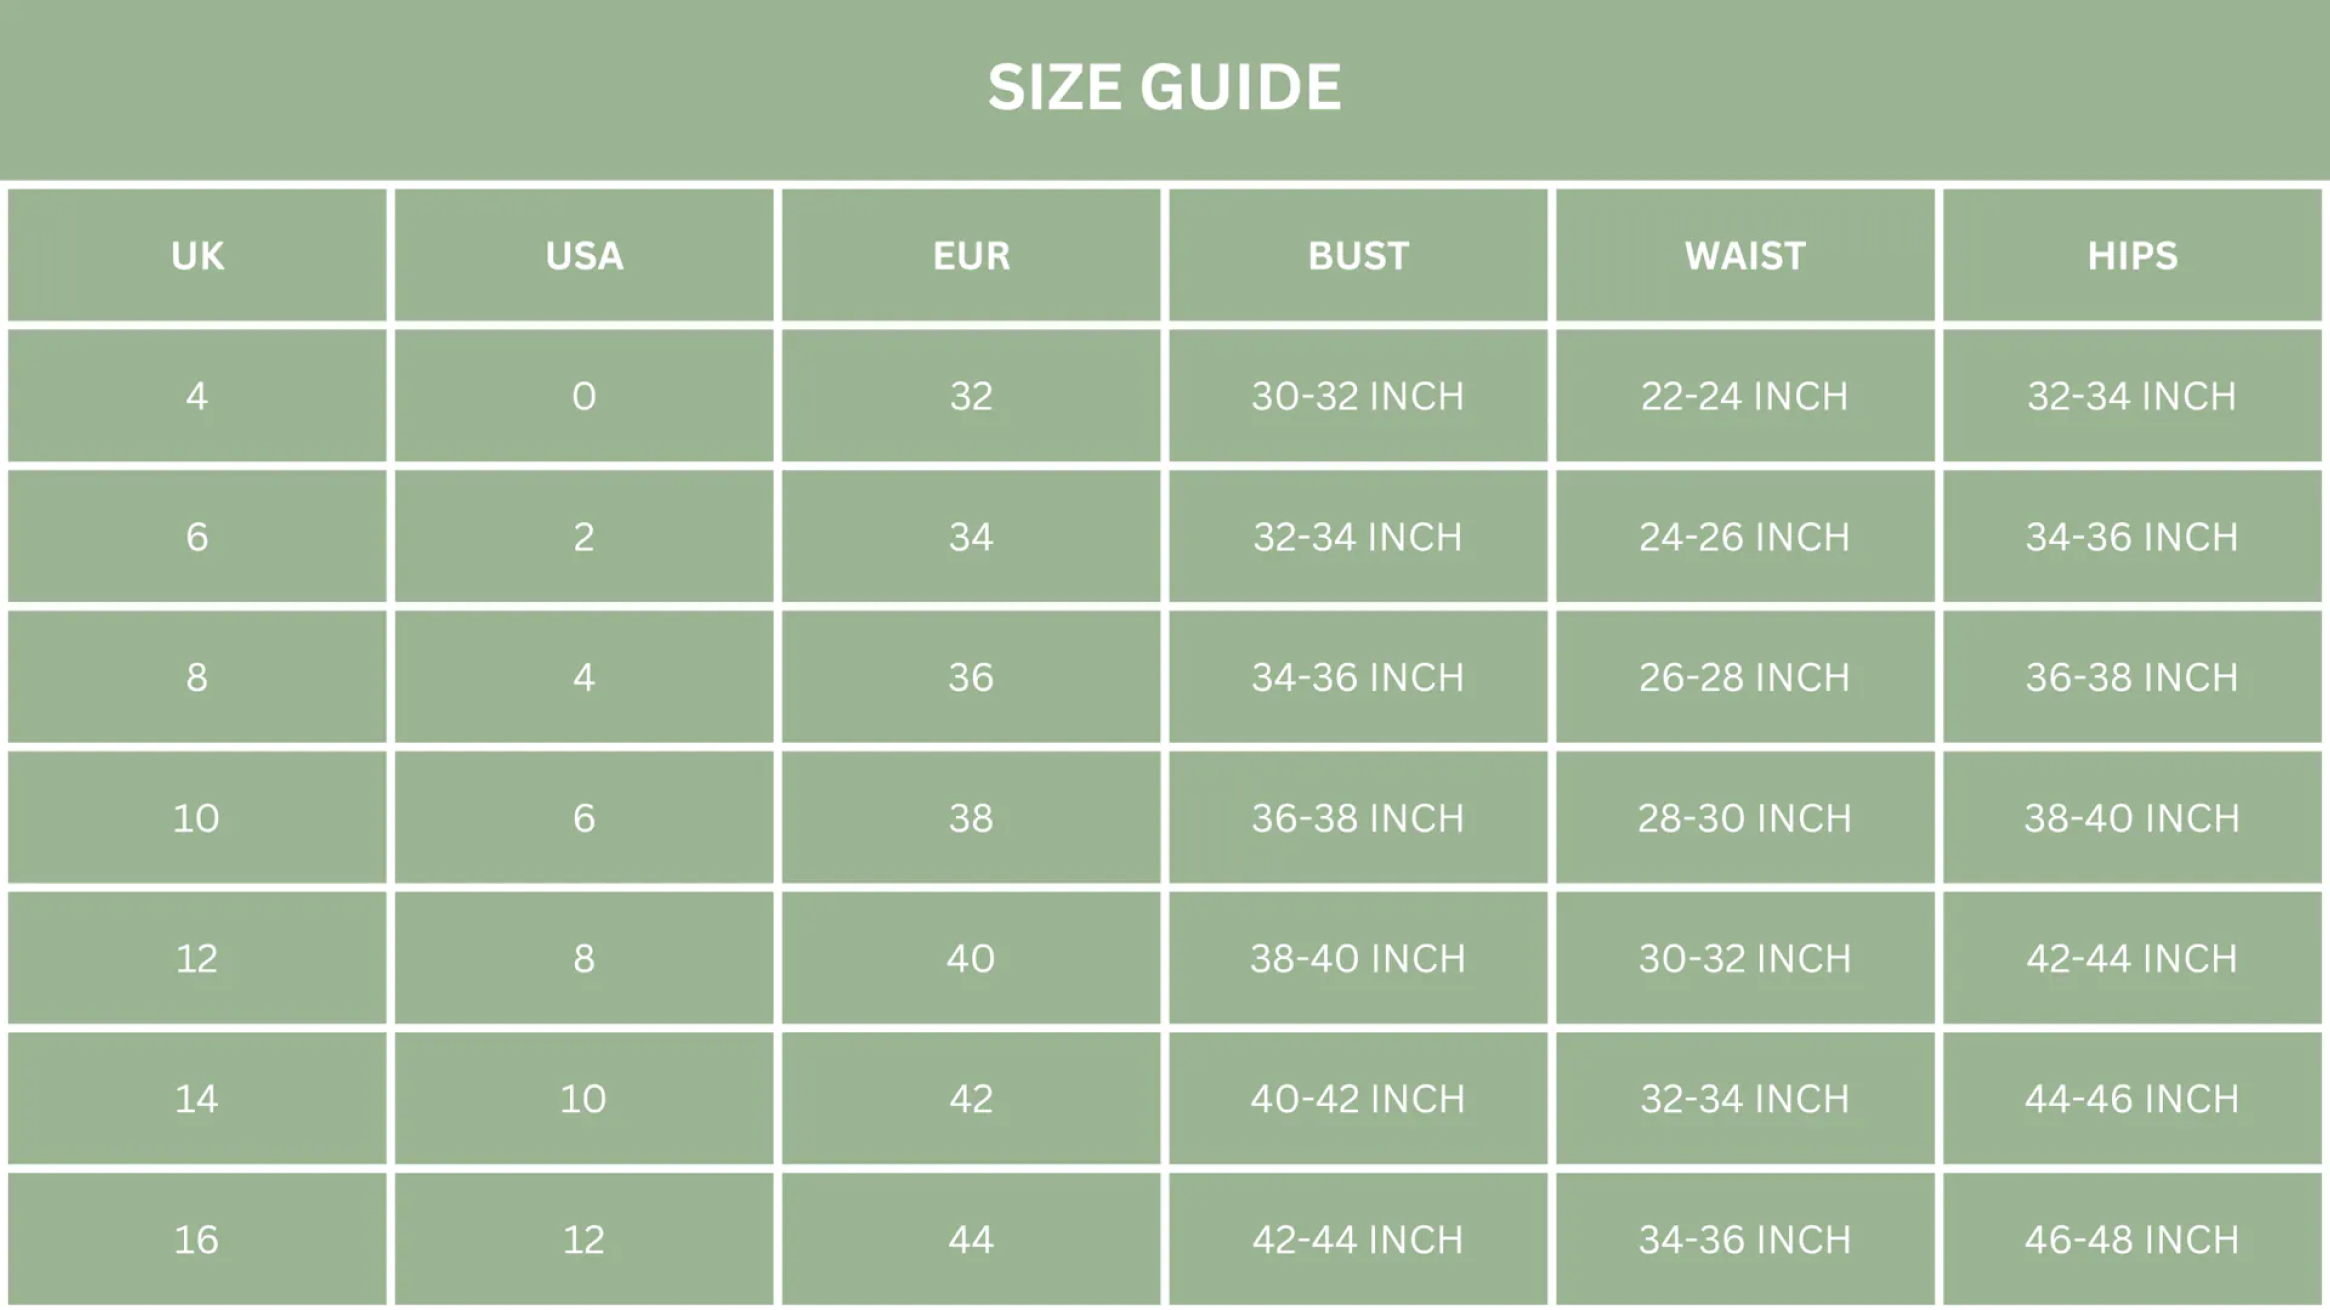 SIZE GUIDE
UK USA EUR BUST WAIST HIPS
4 0 32 30-32 INCH 22-24 INCH 32-34 INCH
6 2 34 32-34 INCH 24-26 INCH 34-36 INCH
8 4 36 34-36 INCH 26-28 INCH 36-38 INCH
10 6 38 36-38 INCH 28-30 INCH 38-40 INCH
12 8 40 38-40 INCH 30-32 INCH 42-44 INCH
14 10 42 40-42 INCH 32-34 INCH 44-46 INCH
16 12 44 42-44 INCH 34-36 INCH 46-48 INCH